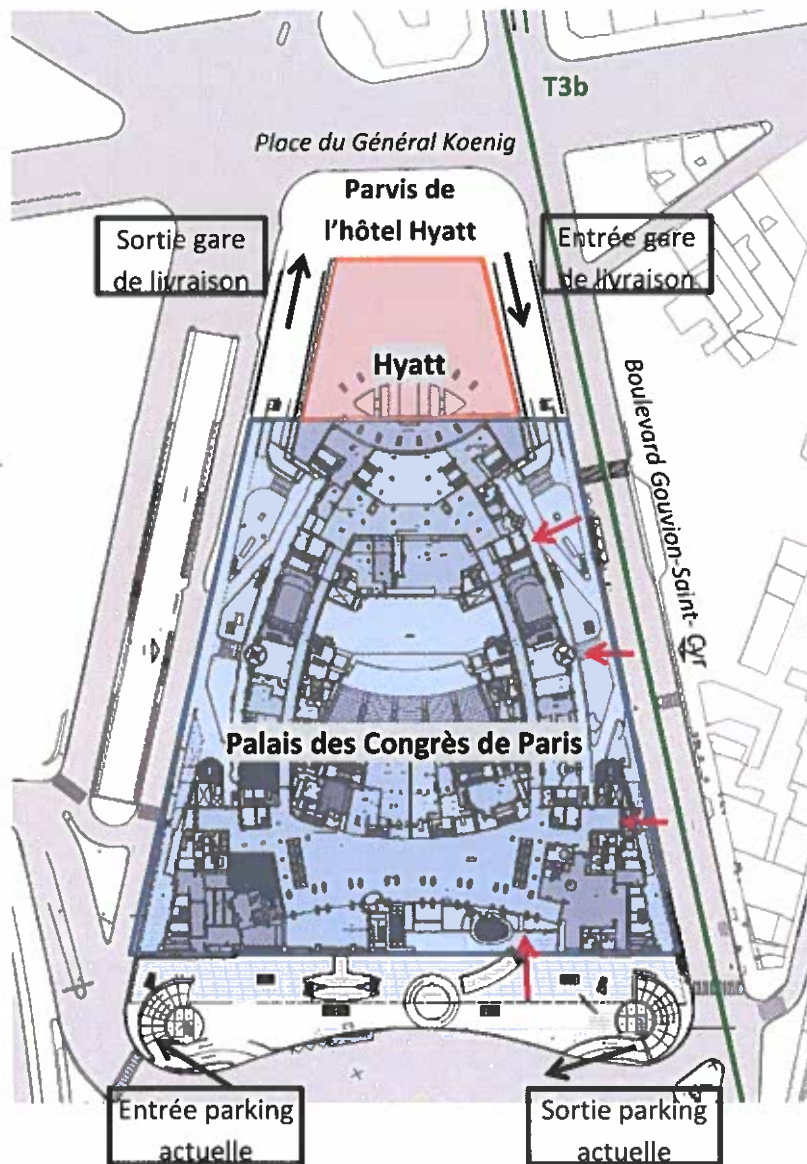 T3b
Place du Général Koenig
Parvis de
l'hôtel Hyatt
Sortie gare
de livraison
Entrée gare
de livraison
Hyatt
Boulevard Gouvion-Saint-Cyr
Palais des Congrès de Paris
Entrée parking
actuelle
Sortie parking
actuelle